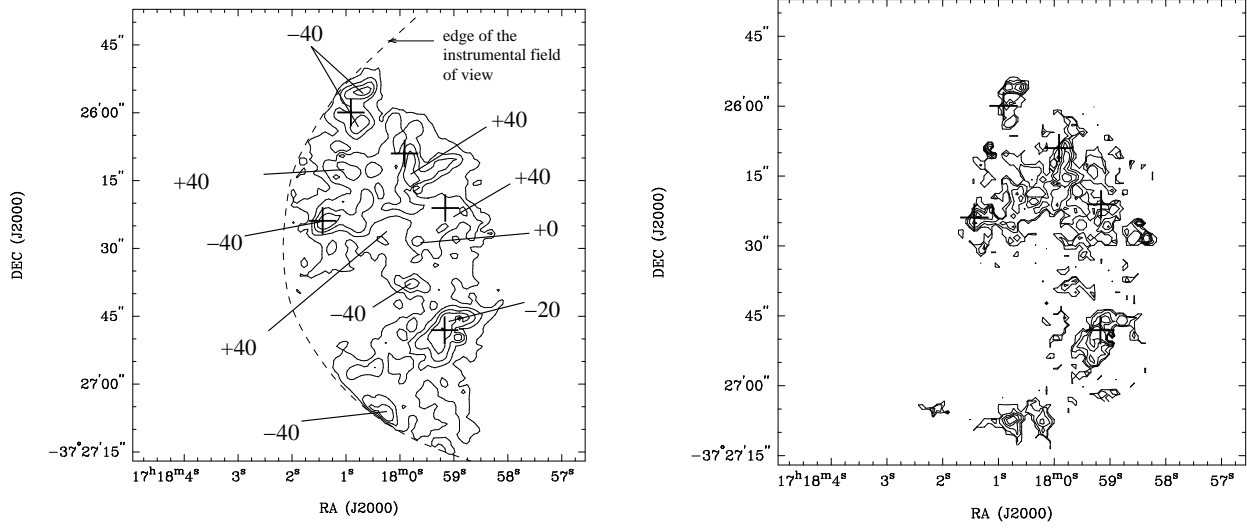 −40
edge of the
instrumental field
of view
+40
+40
+40
−40
+0
−40
−20
+40
−40
45"
26'00"
15"
30"
45"
27'00"
−37°27'15"
DEC (J2000)
17ʰ18ᵐ4ˢ 3ˢ 2ˢ 1ˢ 18ᵐ0ˢ 59ˢ 58ˢ
RA (J2000)
45"
26'00"
15"
30"
45"
27'00"
−37°27'15"
DEC (J2000)
17ʰ18ᵐ4ˢ 2ˢ 1ˢ 18ᵐ0ˢ 59ˢ 58ˢ 57ˢ
RA (J2000)